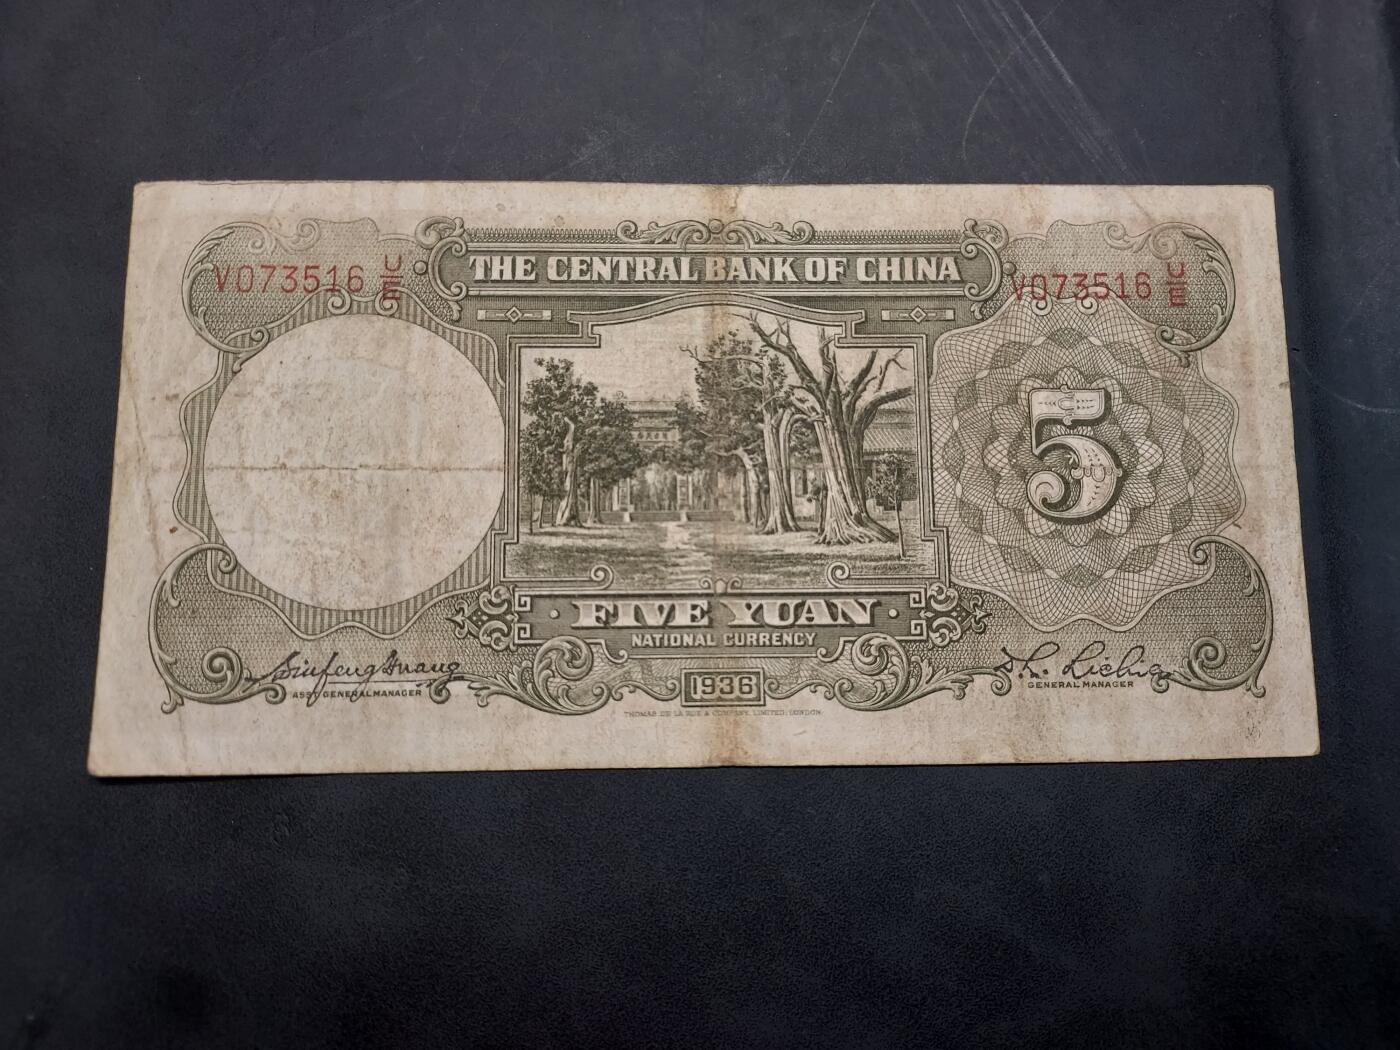 THE CENTRAL BANK OF CHINA
V073516 U/E
V073516 U/E
5
FIVE YUAN
NATIONAL CURRENCY
ASST GENERAL MANAGER
GENERAL MANAGER
1936
THOMAS DE LA RUE & COMPANY, LIMITED, LONDON.